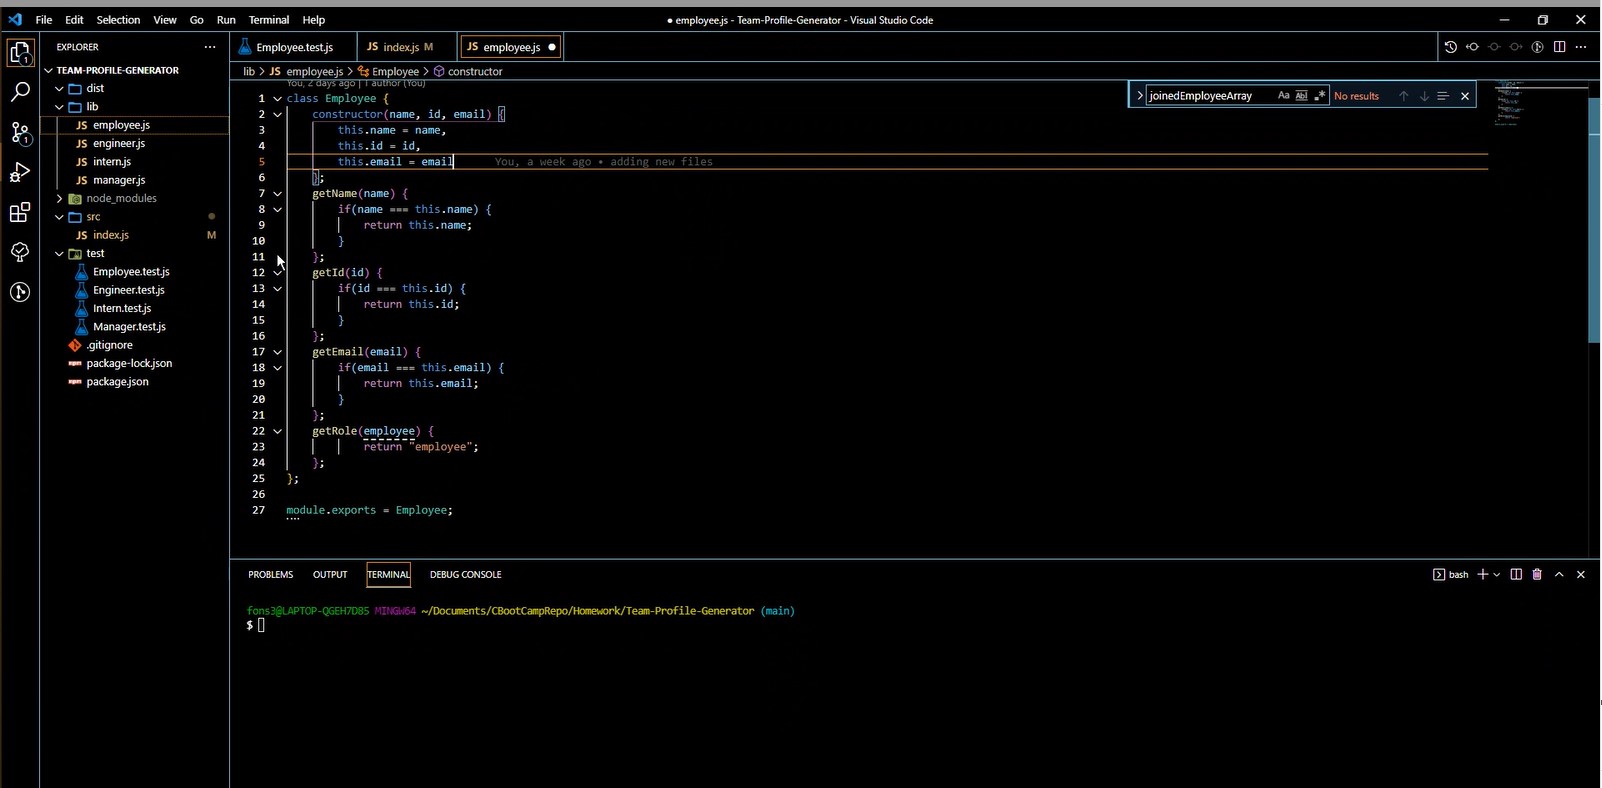 File Edit Selection View Go Run Terminal Help
● employee.js - Team-Profile-Generator - Visual Studio Code
EXPLORER
TEAM-PROFILE-GENERATOR
dist
lib
JS employee.js
JS engineer.js
JS intern.js
JS manager.js
node_modules
src
JS index.js M
test
Employee.test.js
Engineer.test.js
Intern.test.js
Manager.test.js
.gitignore
package-lock.json
package.json
1
1
Employee.test.js JS index.js M JS employee.js
lib > JS employee.js > Employee > constructor
joinedEmployeeArray Aa Abl .* No results
You, 2 days ago | 1 author (You)
1 class Employee {
2 constructor(name, id, email) {
3 this.name = name,
4 this.id = id,
5 this.email = email You, a week ago • adding new files
6 };
7 getName(name) {
8 if(name === this.name) {
9 return this.name;
10 }
11 };
12 getId(id) {
13 if(id === this.id) {
14 return this.id;
15 }
16 };
17 getEmail(email) {
18 if(email === this.email) {
19 return this.email;
20 }
21 };
22 getRole(employee) {
23 return "employee";
24 };
25 };
26
27 module.exports = Employee;
PROBLEMS OUTPUT TERMINAL DEBUG CONSOLE
bash
fons3@LAPTOP-QGEH7D85 MINGW64 ~/Documents/CBootCampRepo/Homework/Team-Profile-Generator (main)
$